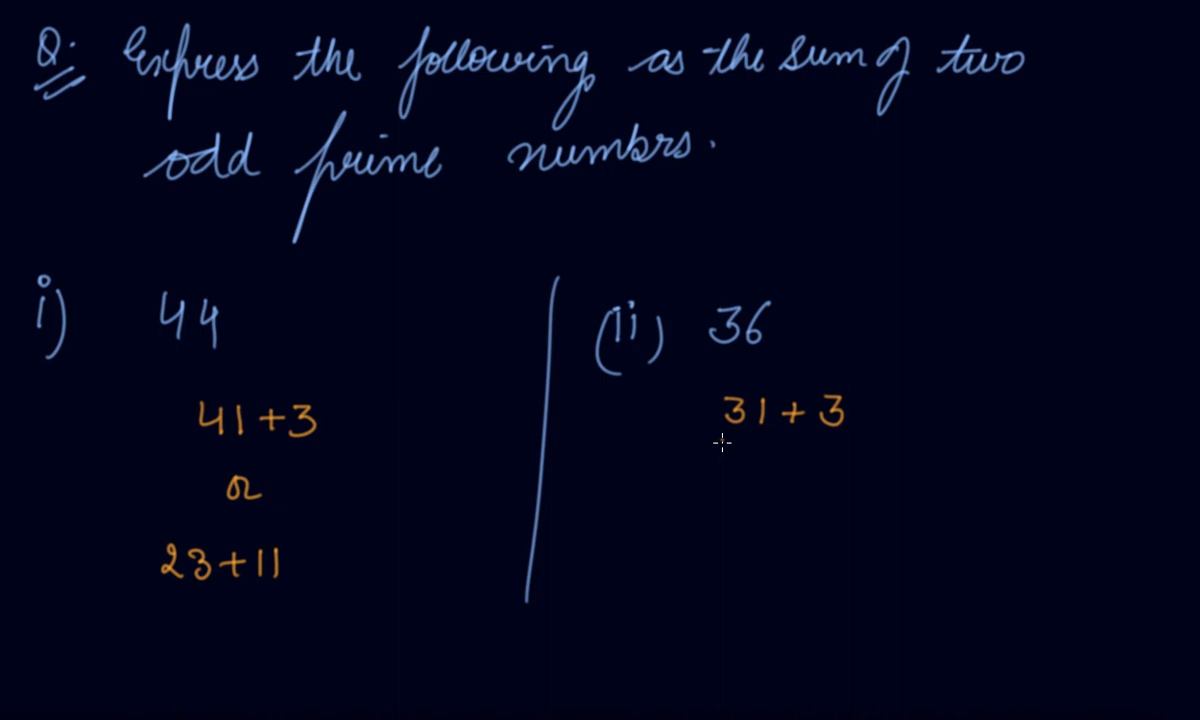 Q: Express the following as the sum of two
odd prime numbrs.
i) 44
41+3
or
23+11
(ii) 36
31+3